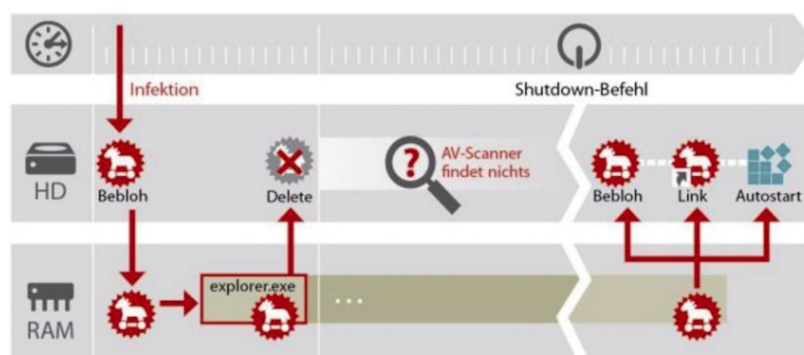 Infektion
Shutdown-Befehl
HD
Bebloh
Delete
?
AV-Scanner
findet nichts
Bebloh
Link
Autostart
explorer.exe
...
RAM